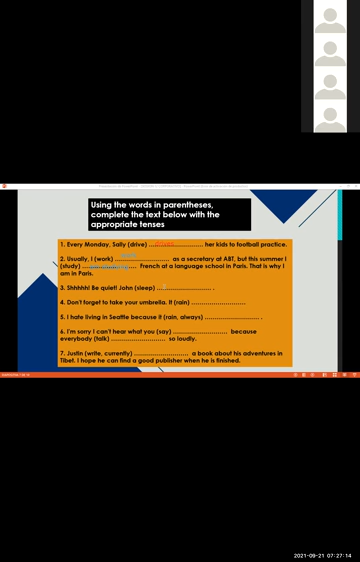 Using the words in parentheses,
complete the text below with the
appropriate tenses
1. Every Monday, Sally (drive) .......................... her kids to football practice.
2. Usually, I (work) .......................... as a secretary at ABT, but this summer I
(study) .......................... French at a language school in Paris. That is why I
am in Paris.
3. Shhhhh! Be quiet! John (sleep) .......................... .
4. Don't forget to take your umbrella. It (rain) ..........................
5. I hate living in Seattle because it (rain, always) .......................... .
6. I'm sorry I can't hear what you (say) .......................... because
everybody (talk) .......................... so loudly.
7. Justin (write, currently) .......................... a book about his adventures in
Tibet. I hope he can find a good publisher when he is finished.
2021-09-21 07:27:14